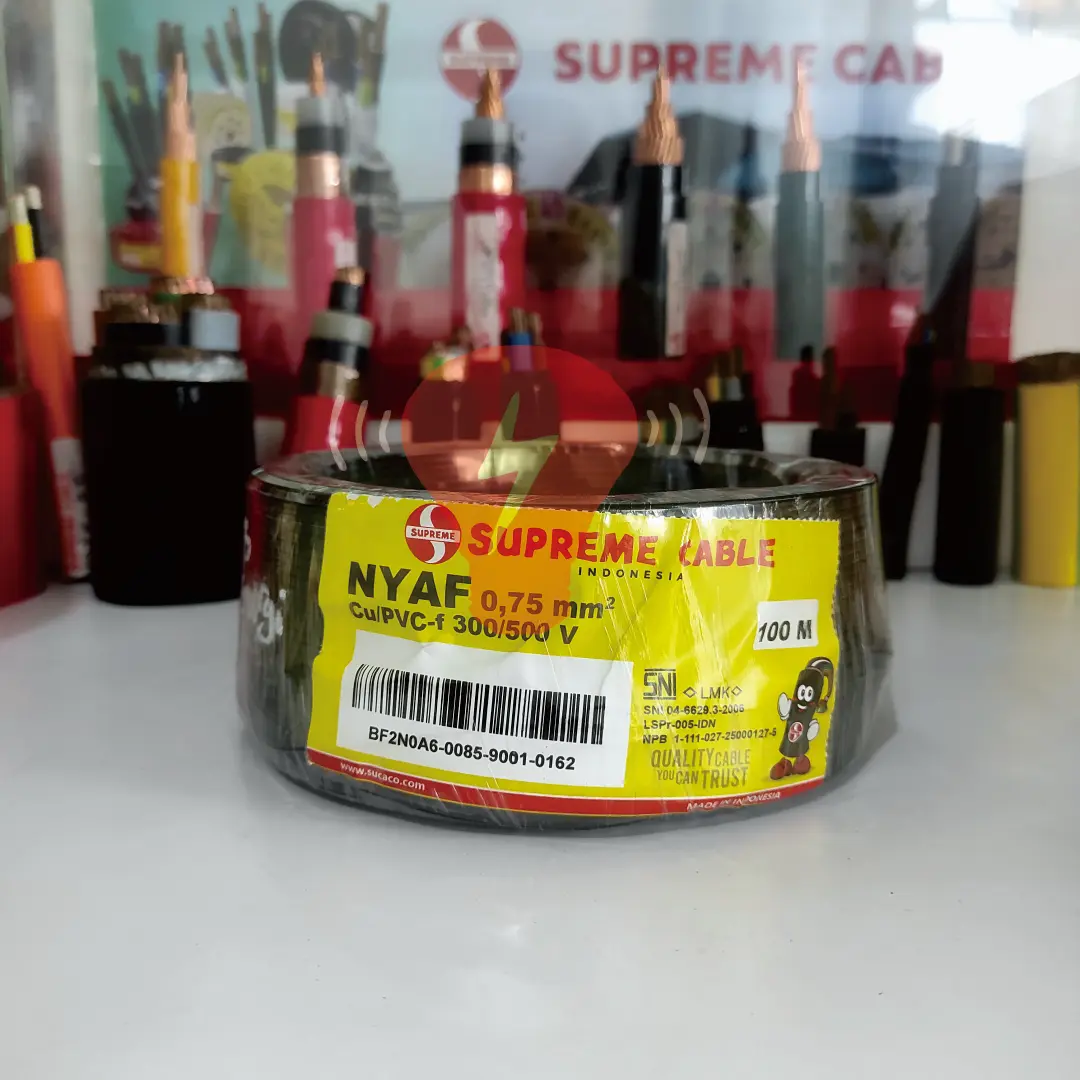 SUPREME
SUPREME CAB
SUPREME
SUPREME CABLE
INDONESIA
NYAF 0,75 mm²
Cu/PVC-f 300/500 V
100 M
BF2N0A6-0085-9001-0162
SNI LMK
SNI 04-6629.3-2006
LSPr-005-IDN
NPB 1-111-027-25000127-5
QUALITY CABLE
YOU CAN TRUST
www.sucaco.com
MADE IN INDONESIA